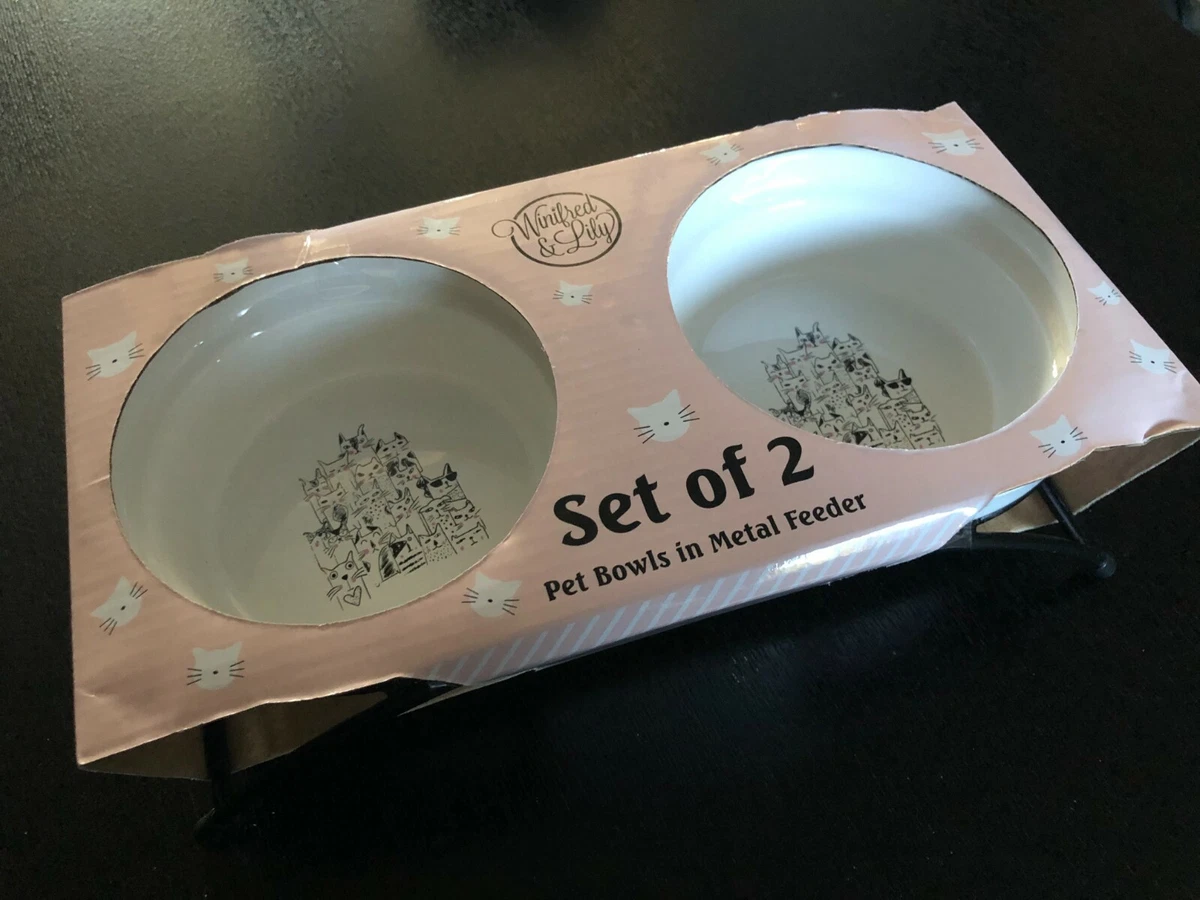 Winifred
& Lily
Set of 2
Pet Bowls in Metal Feeder